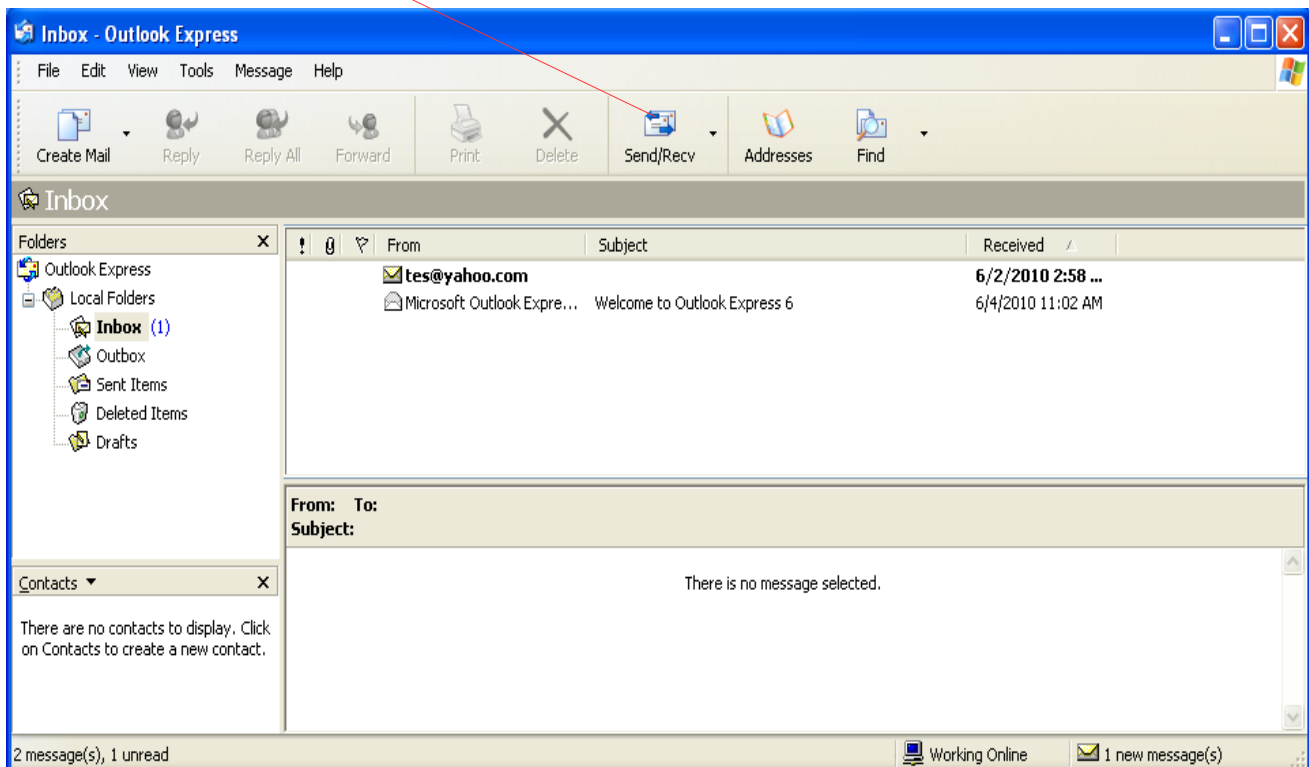 Inbox - Outlook Express
File Edit View Tools Message Help
Create Mail Reply Reply All Forward Print Delete Send/Recv Addresses Find
Inbox
Folders x
Outlook Express
Local Folders
Inbox (1)
Outbox
Sent Items
Deleted Items
Drafts
Contacts x
There are no contacts to display. Click
on Contacts to create a new contact.
! From Subject Received
tes@yahoo.com 6/2/2010 2:58 ...
Microsoft Outlook Expre... Welcome to Outlook Express 6 6/4/2010 11:02 AM
From: To:
Subject:
There is no message selected.
2 message(s), 1 unread Working Online 1 new message(s)